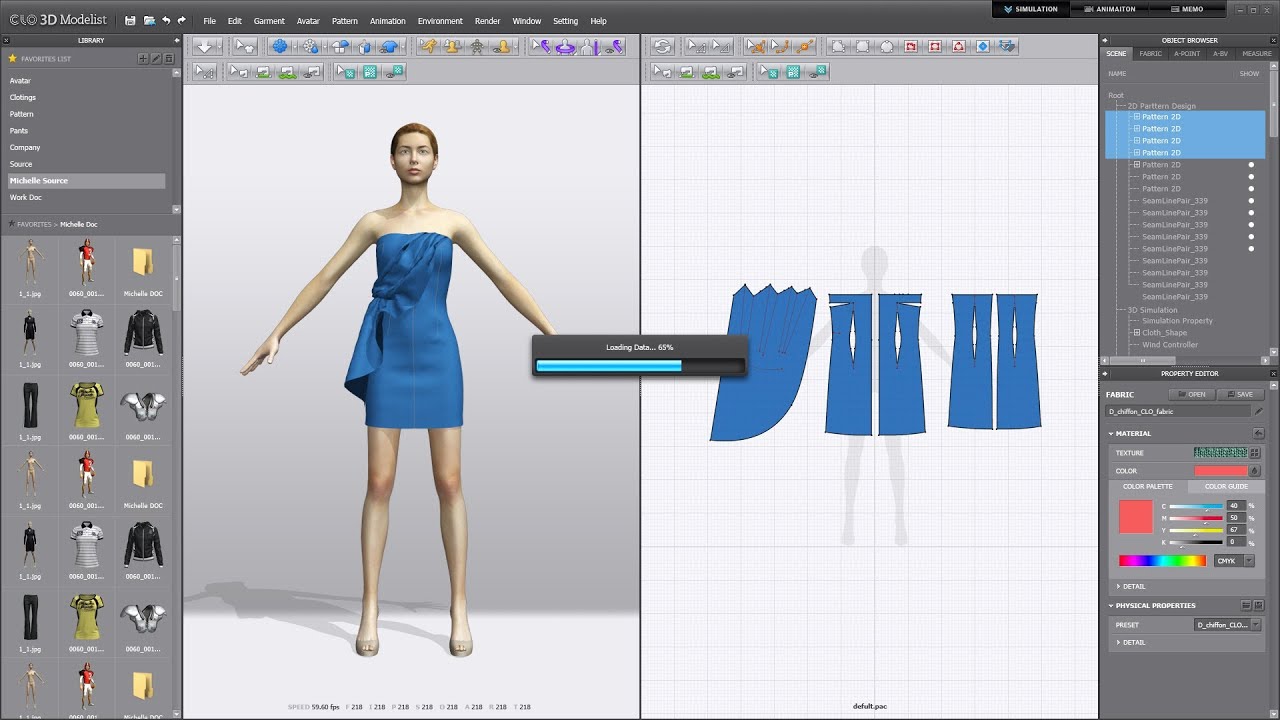 CLO 3D Modelist
File Edit Garment Avatar Pattern Animation Environment Render Window Setting Help
SIMULATION ANIMAITON MEMO
LIBRARY
FAVORITES LIST
Avatar
Clotings
Pattern
Pants
Company
Source
Michelle Source
Work Doc
FAVORITES > Michelle Doc
1_1.jpg 0060_001... Michelle DOC
1_1.jpg 0060_001... 0060_001...
1_1.jpg 0060_001... 0060_001...
1_1.jpg 0060_001... Michelle DOC
1_1.jpg 0060_001... 0060_001...
1_1.jpg 0060_001... 0060_001...
1_1.jpg 0060_001... Michelle DOC
Loading Data... 65%
SPEED 59.60 fps F 218 I 218 P 218 S 218 O 218 A 218 R 218 T 218
defult.pac
OBJECT BROWSER
SCENE FABRIC A-POINT A-BV MEASURE
NAME SHOW
Root
2D Parttern Design
Pattern 2D
Pattern 2D
Pattern 2D
Pattern 2D
Pattern 2D
Pattern 2D
Pattern 2D
SeamLinePair_339
SeamLinePair_339
SeamLinePair_339
SeamLinePair_339
SeamLinePair_339
SeamLinePair_339
SeamLinePair_339
SeamLinePair_339
SeamLinePair_339
3D Simulation
Simulation Property
Cloth_Shape
Wind Controller
PROPERTY EDITOR
FABRIC OPEN SAVE
D_chiffon_CLO_fabric
MATERIAL
TEXTURE
COLOR
COLOR PALETTE COLOR GUIDE
C 40 %
M 50 %
Y 67 %
K 0 %
CMYK
DETAIL
PHYSICAL PROPERTIES
PRESET D_chiffon_CLO...
DETAIL